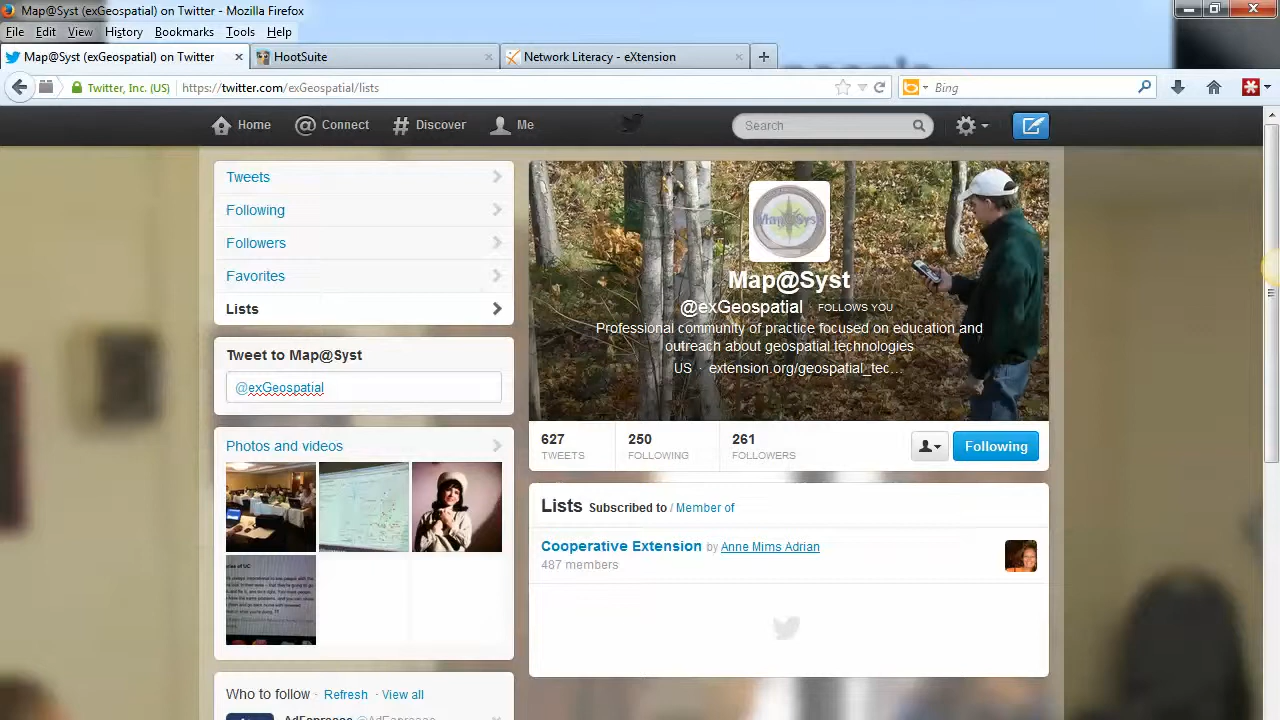 Map@Syst (exGeospatial) on Twitter - Mozilla Firefox
File Edit View History Bookmarks Tools Help
Map@Syst (exGeospatial) on Twitter
HootSuite
Network Literacy - eXtension
Twitter, Inc. (US) https://twitter.com/exGeospatial/lists
Bing
Home
@ Connect
# Discover
Me
Search
Tweets
Following
Followers
Favorites
Lists
Tweet to Map@Syst
@exGeospatial
Photos and videos
Map@Syst
Map@Syst
@exGeospatial FOLLOWS YOU
Professional community of practice focused on education and
outreach about geospatial technologies
US · extension.org/geospatial_tec...
627 250 261
TWEETS FOLLOWING FOLLOWERS
Following
Lists Subscribed to / Member of
Cooperative Extension by Anne Mims Adrian
487 members
Who to follow · Refresh · View all
AdEspresso @AdEspresso